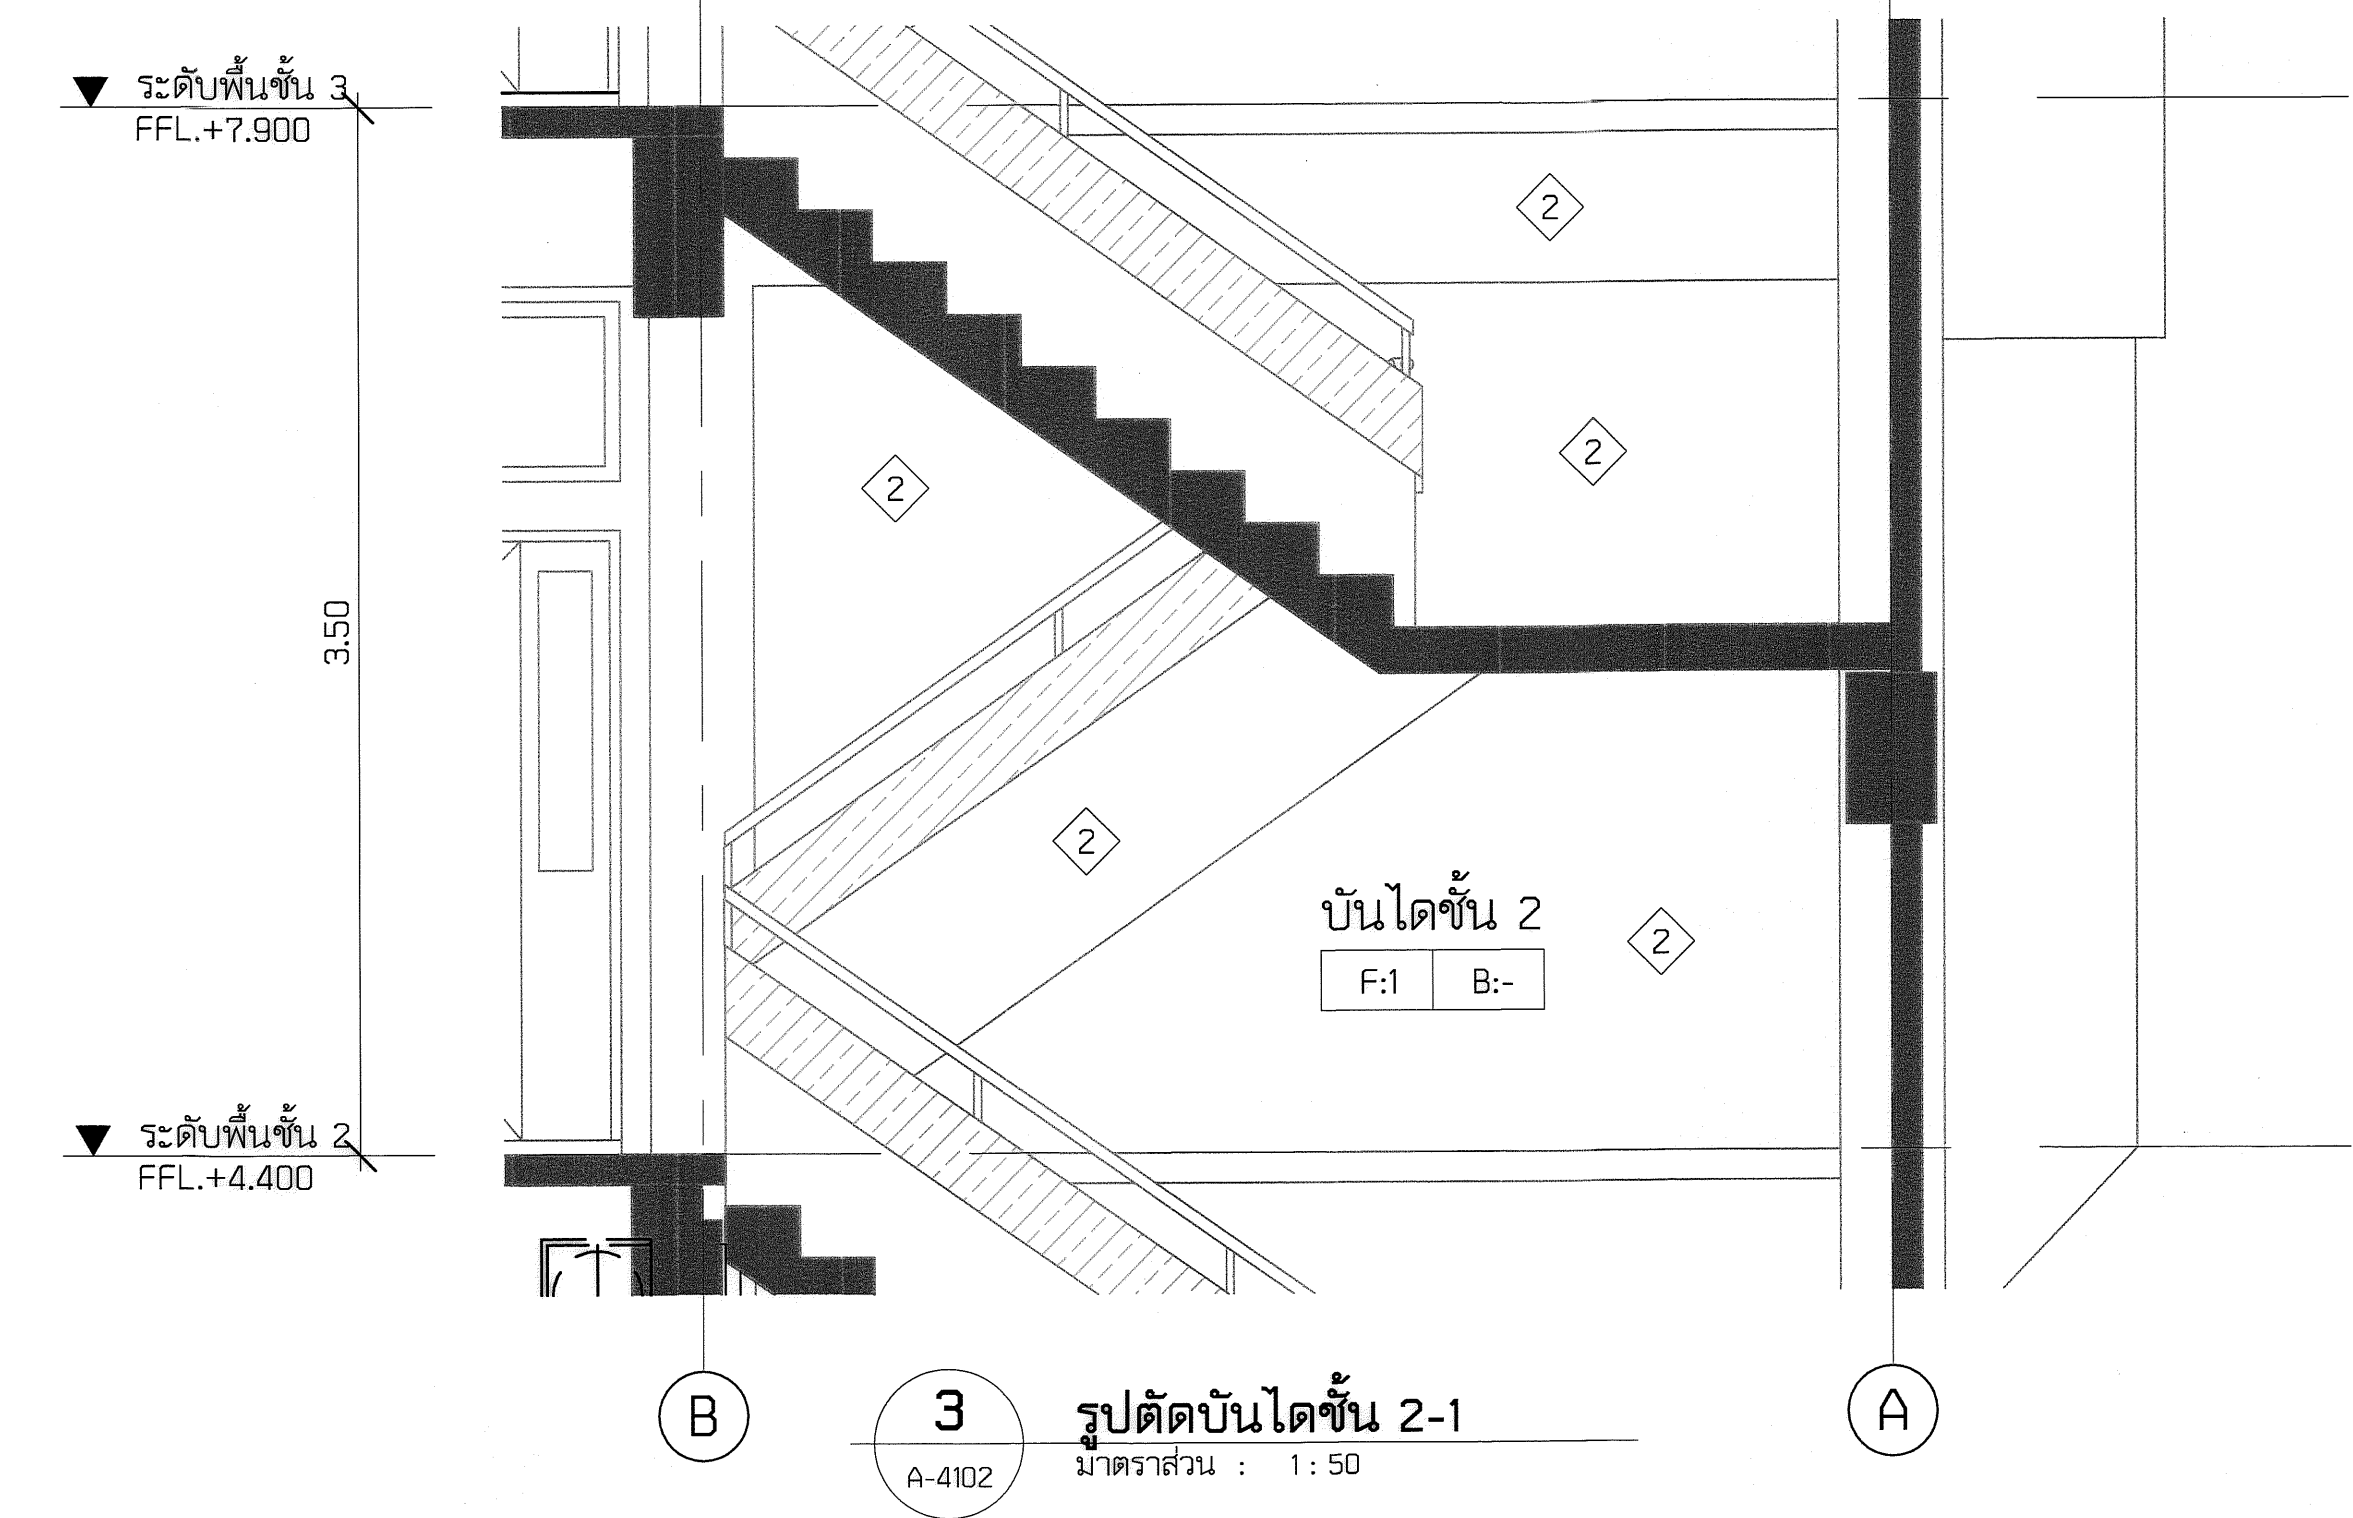 ระดับพื้นชั้น 3
FFL.+7.900
2
2
2
3.50
2
บันไดชั้น 2
2
F:1 B:-
ระดับพื้นชั้น 2
FFL.+4.400
B
3
A-4102
รูปตัดบันไดชั้น 2-1
มาตราส่วน : 1 : 50
A